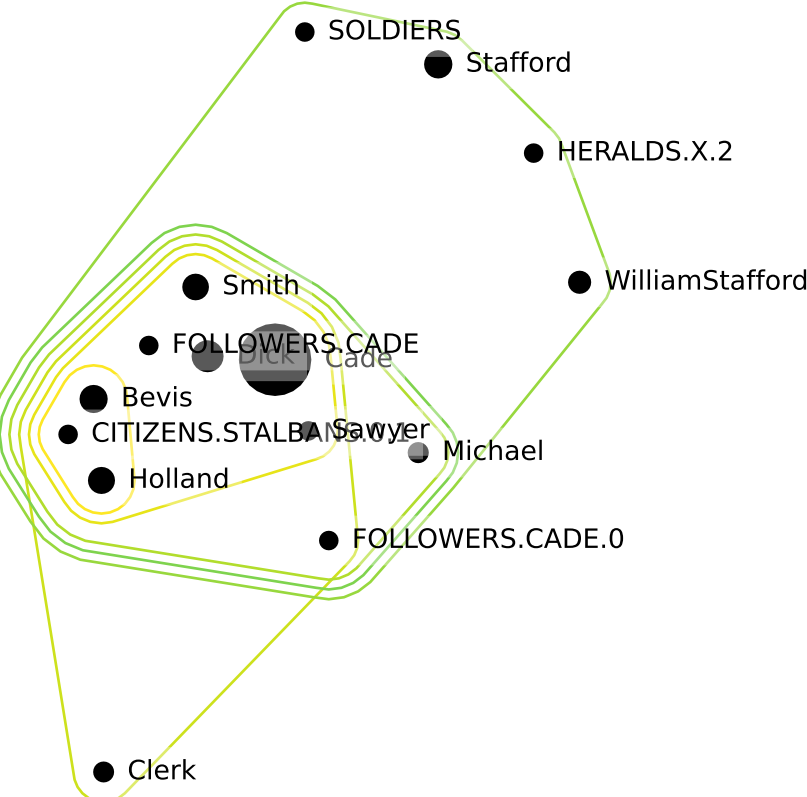 SOLDIERS
Stafford
HERALDS.X.2
WilliamStafford
Smith
FOLLOWERS.CADE
Dick
Cade
Bevis
CITIZENS.STALBANS.0.1
Sawyer
Michael
Holland
FOLLOWERS.CADE.0
Clerk